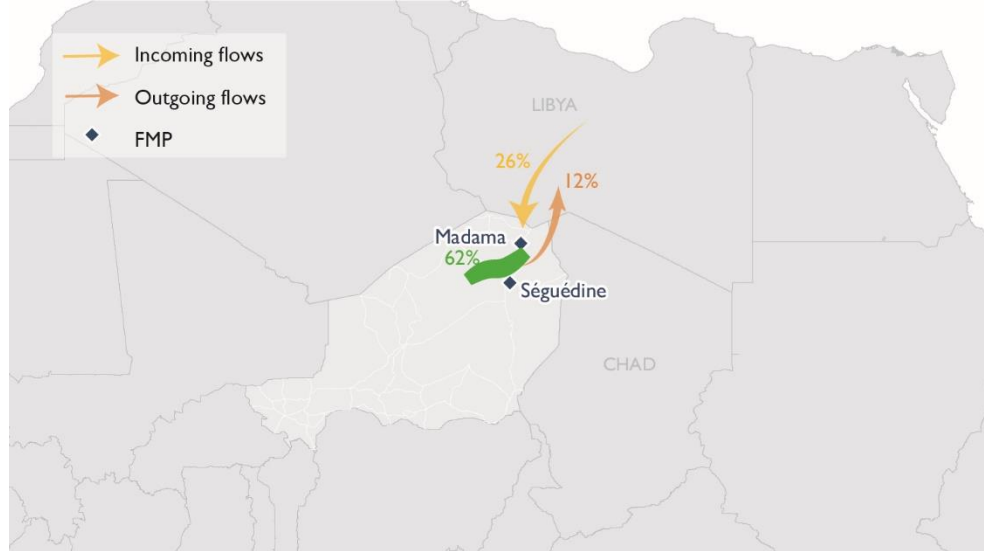 Incoming flows
Outgoing flows
FMP
LIBYA
26%
12%
Madama
62%
Séguédine
CHAD